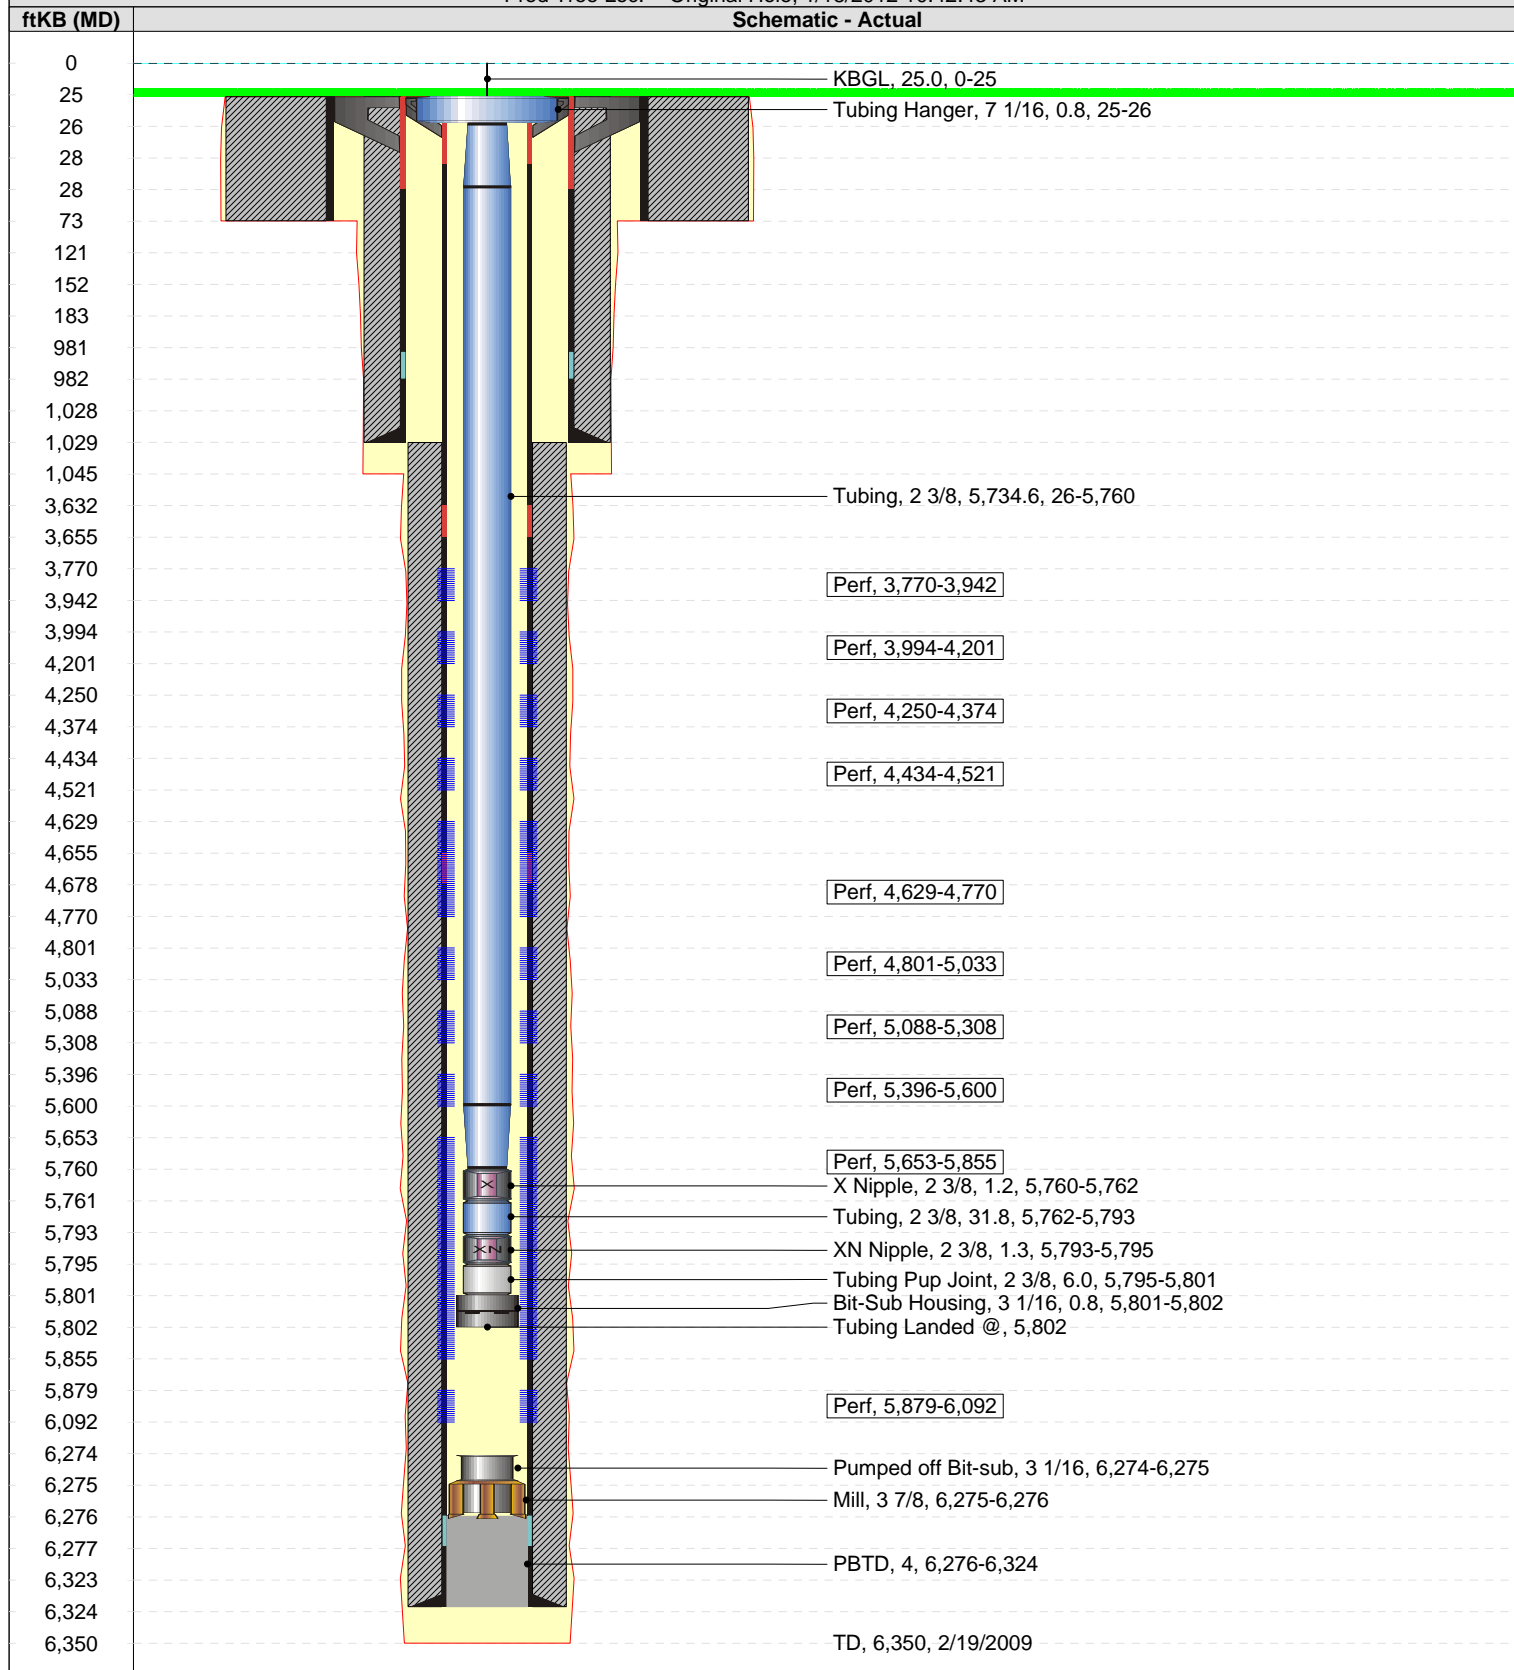 ftKB (MD) Schematic - Actual
0
KBGL, 25.0, 0-25
25
Tubing Hanger, 7 1/16, 0.8, 25-26
26
28
28
73
121
152
183
981
982
1,028
1,029
1,045
Tubing, 2 3/8, 5,734.6, 26-5,760
3,632
3,655
3,770
Perf, 3,770-3,942
3,942
3,994
Perf, 3,994-4,201
4,201
4,250
Perf, 4,250-4,374
4,374
4,434
Perf, 4,434-4,521
4,521
4,629
4,655
4,678
Perf, 4,629-4,770
4,770
4,801
Perf, 4,801-5,033
5,033
5,088
Perf, 5,088-5,308
5,308
5,396
Perf, 5,396-5,600
5,600
5,653
Perf, 5,653-5,855
5,760
X
X Nipple, 2 3/8, 1.2, 5,760-5,762
5,761
Tubing, 2 3/8, 31.8, 5,762-5,793
5,793
XN
XN Nipple, 2 3/8, 1.3, 5,793-5,795
5,795
Tubing Pup Joint, 2 3/8, 6.0, 5,795-5,801
5,801
Bit-Sub Housing, 3 1/16, 0.8, 5,801-5,802
5,802
Tubing Landed @, 5,802
5,855
5,879
Perf, 5,879-6,092
6,092
6,274
Pumped off Bit-sub, 3 1/16, 6,274-6,275
6,275
Mill, 3 7/8, 6,275-6,276
6,276
6,277
PBTD, 4, 6,276-6,324
6,323
6,324
6,350
TD, 6,350, 2/19/2009